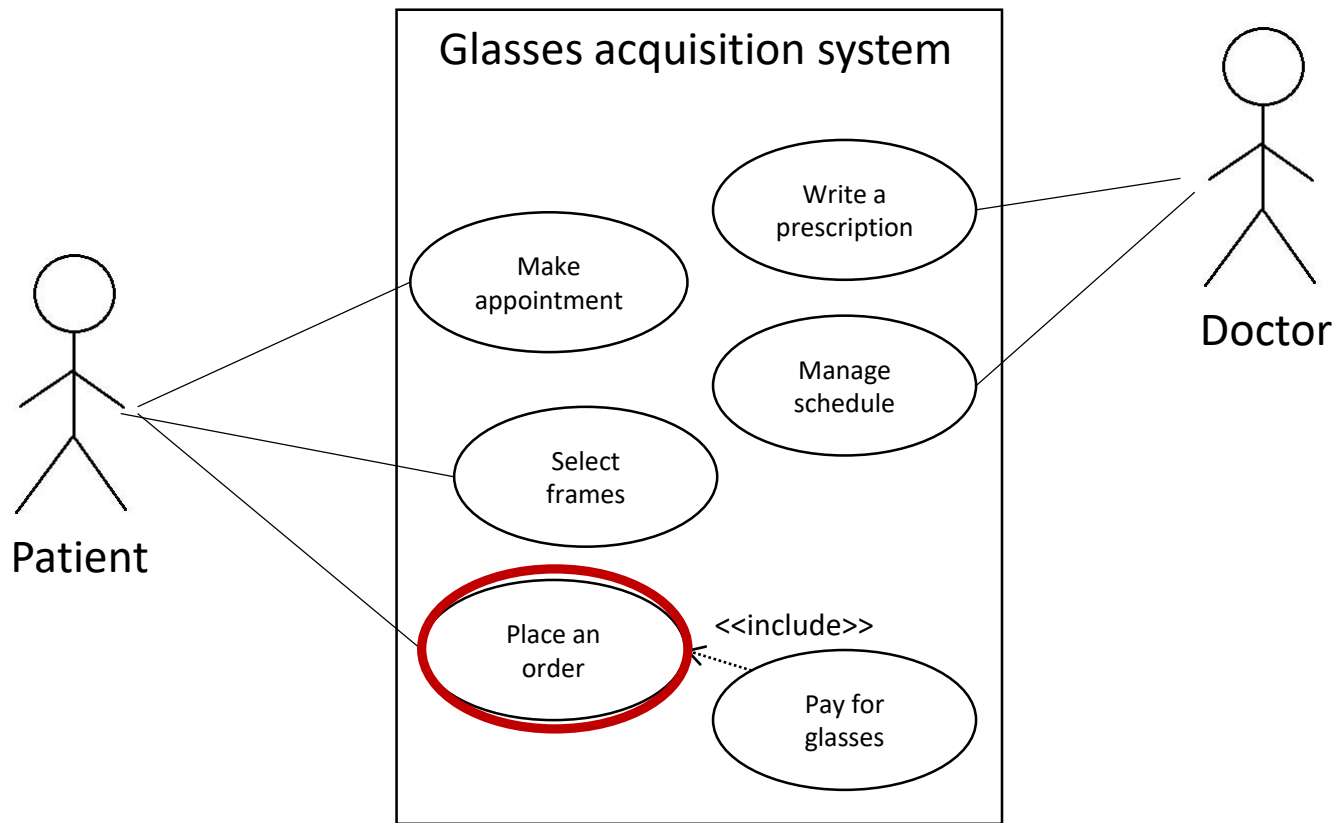 Glasses acquisition system
Write a
prescription
Make
appointment
Doctor
Manage
schedule
Select
frames
Patient
Place an
order
<<include>>
Pay for
glasses